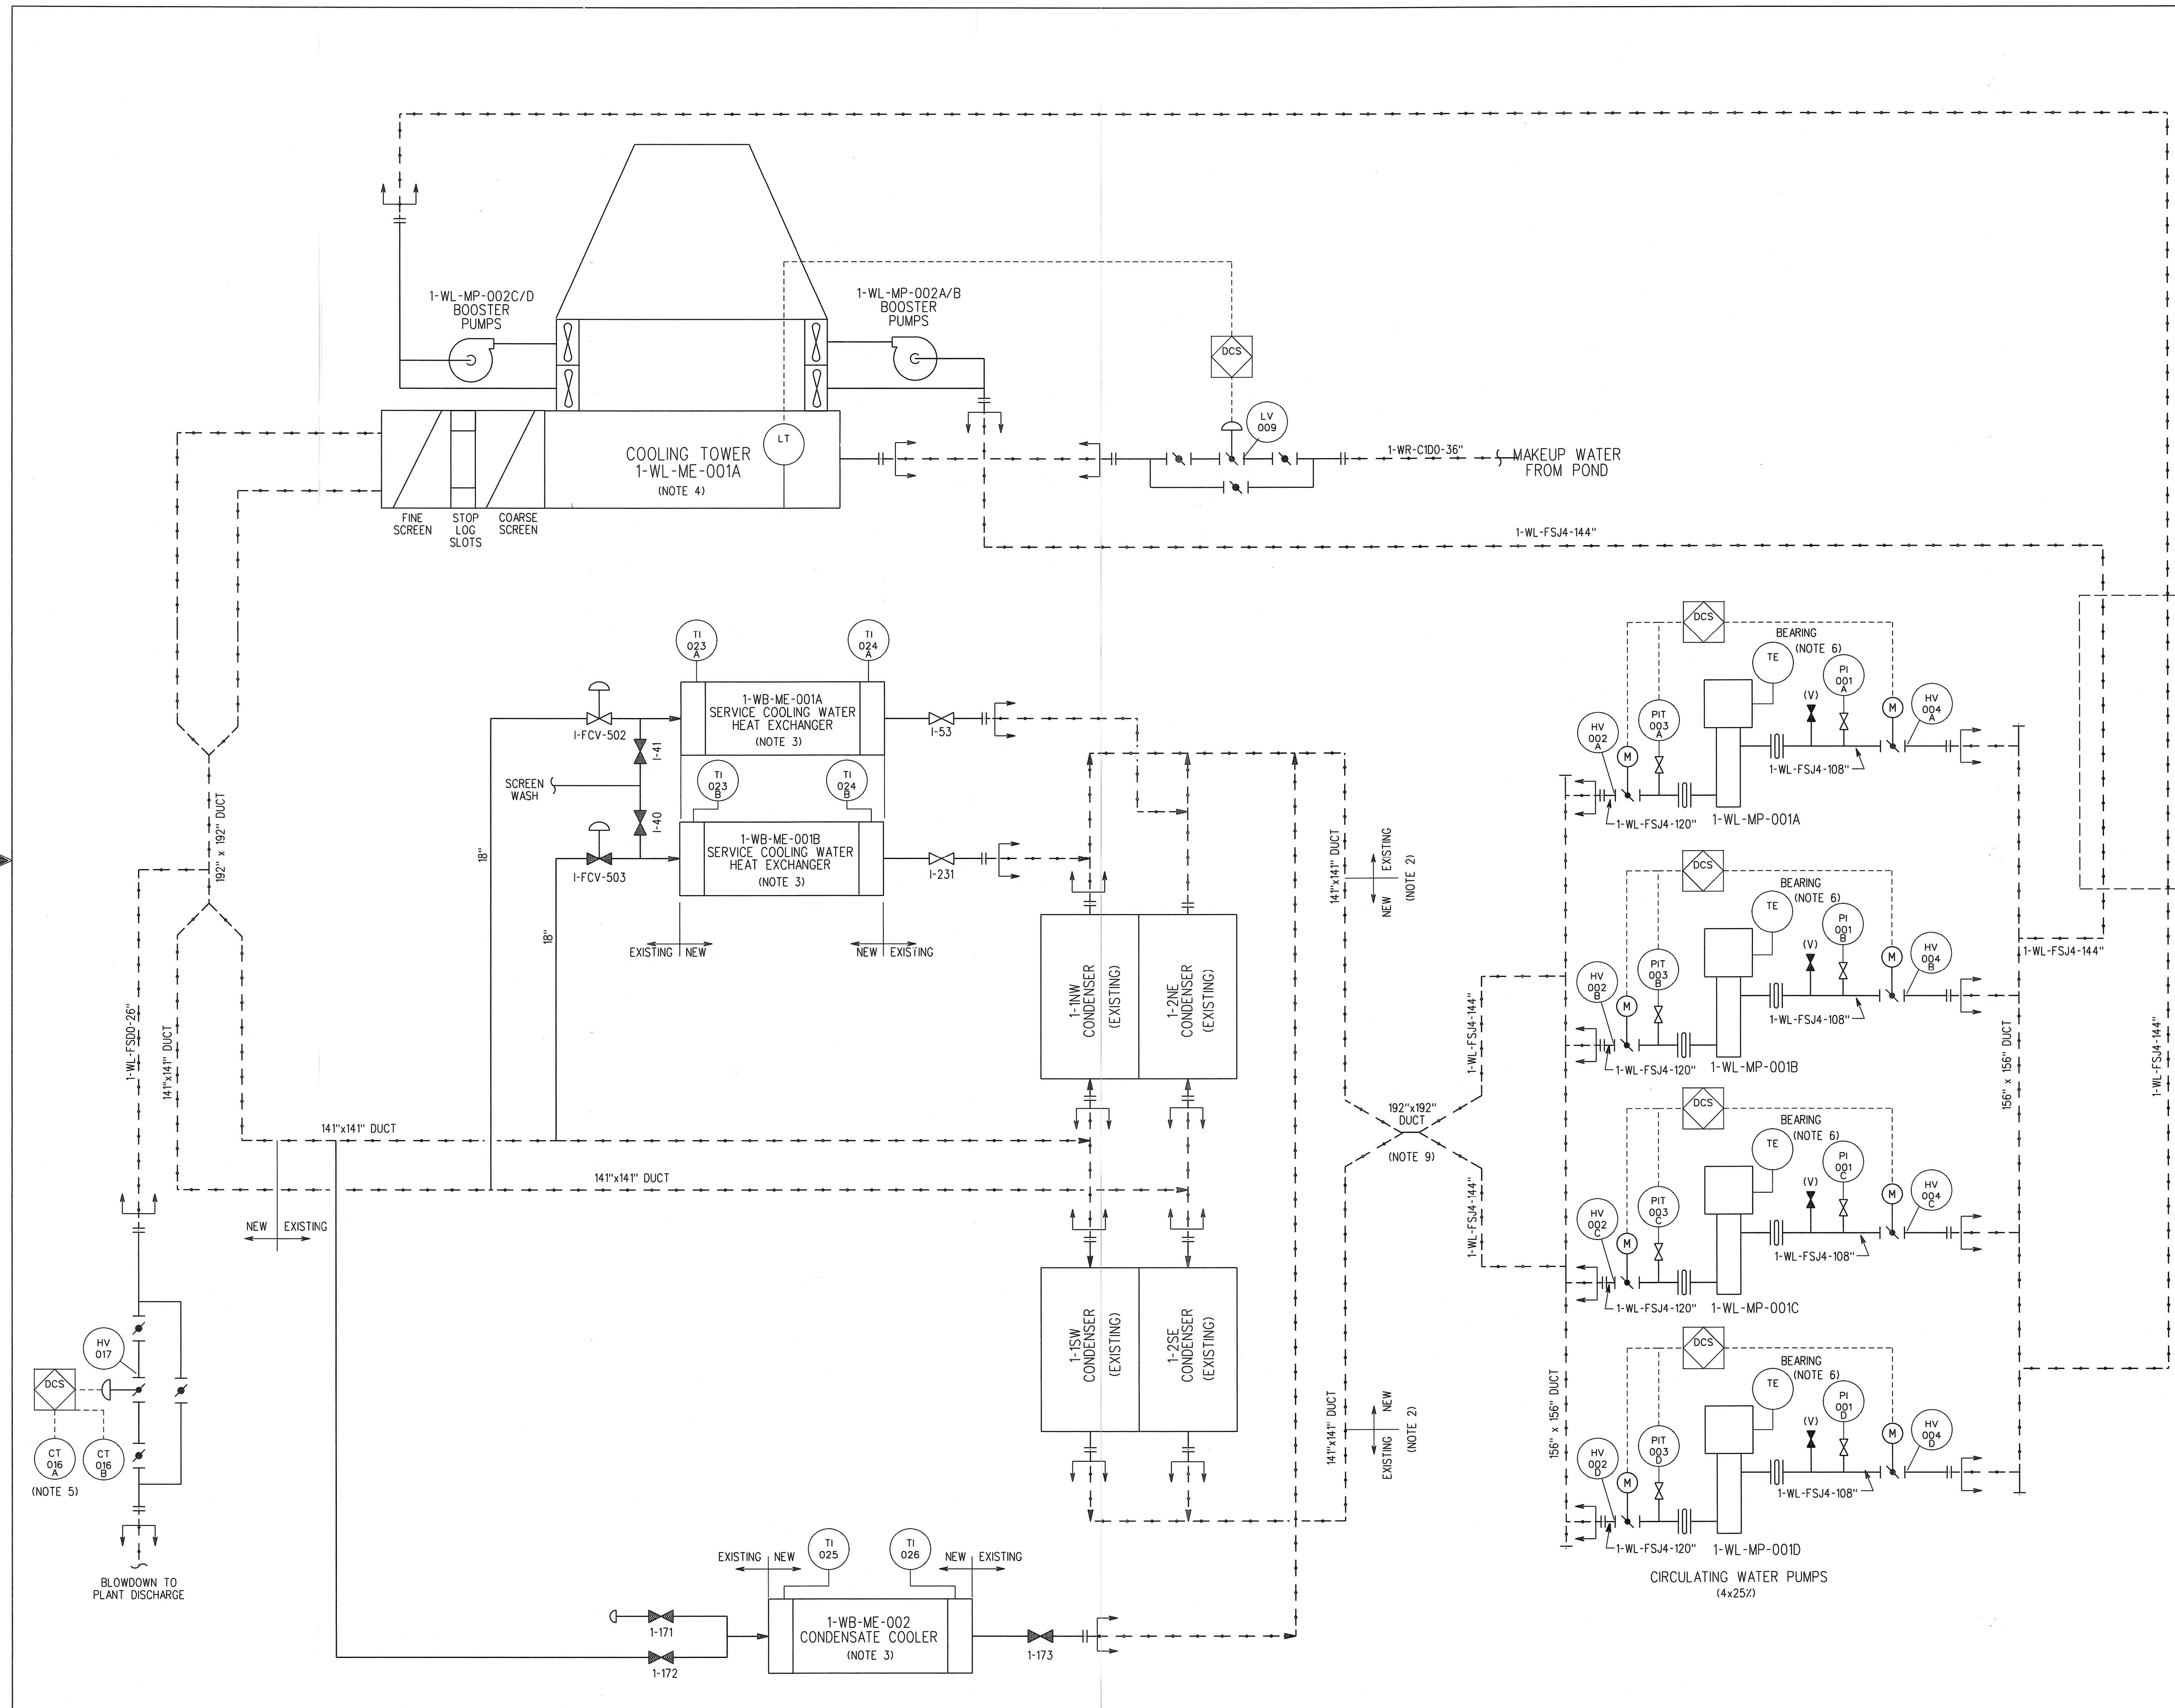 1-WL-MP-002C/D
BOOSTER
PUMPS
1-WL-MP-002A/B
BOOSTER
PUMPS
DCS
LV
009
LT
COOLING TOWER
1-WL-ME-001A
(NOTE 4)
FINE
SCREEN
STOP
LOG
SLOTS
COARSE
SCREEN
1-WR-C1D0-36"
MAKEUP WATER
FROM POND
1-WL-FSJ4-144"
192" x 192" DUCT
1-WL-FSD0-26"
141"x141" DUCT
141"x141" DUCT
141"x141" DUCT
NEW
EXISTING
HV
017
DCS
CT
016
A
CT
016
B
(NOTE 5)
BLOWDOWN TO
PLANT DISCHARGE
TI
023
A
TI
024
A
1-WB-ME-001A
SERVICE COOLING WATER
HEAT EXCHANGER
(NOTE 3)
I-FCV-502
I-41
I-53
SCREEN
WASH
TI
023
B
TI
024
B
I-40
1-WB-ME-001B
SERVICE COOLING WATER
HEAT EXCHANGER
(NOTE 3)
I-FCV-503
I-231
18"
18"
EXISTING
NEW
NEW
EXISTING
1-1NW
CONDENSER
(EXISTING)
1-2NE
CONDENSER
(EXISTING)
1-1SW
CONDENSER
(EXISTING)
1-2SE
CONDENSER
(EXISTING)
141"x141" DUCT
NEW
EXISTING
(NOTE 2)
192"x192"
DUCT
(NOTE 9)
1-WL-FSJ4-144"
1-WL-FSJ4-144"
141"x141" DUCT
EXISTING
NEW
(NOTE 2)
EXISTING
NEW
TI
025
TI
026
NEW
EXISTING
1-WB-ME-002
CONDENSATE COOLER
(NOTE 3)
1-171
1-172
1-173
DCS
BEARING
(NOTE 6)
TE
PI
001
A
(V)
HV
004
A
M
PIT
003
A
HV
002
A
M
1-WL-FSJ4-108"
1-WL-FSJ4-120"
1-WL-MP-001A
DCS
BEARING
(NOTE 6)
TE
PI
001
B
(V)
HV
004
B
M
PIT
003
B
HV
002
B
M
1-WL-FSJ4-108"
1-WL-FSJ4-120"
1-WL-MP-001B
DCS
BEARING
(NOTE 6)
TE
PI
001
C
(V)
HV
004
C
M
PIT
003
C
HV
002
C
M
1-WL-FSJ4-108"
1-WL-FSJ4-120"
1-WL-MP-001C
DCS
BEARING
(NOTE 6)
TE
PI
001
D
(V)
HV
004
D
M
PIT
003
D
HV
002
D
M
1-WL-FSJ4-108"
1-WL-FSJ4-120"
1-WL-MP-001D
156" x 156" DUCT
156" x 156" DUCT
1-WL-FSJ4-144"
1-WL-FSJ4-144"
CIRCULATING WATER PUMPS
(4x25%)